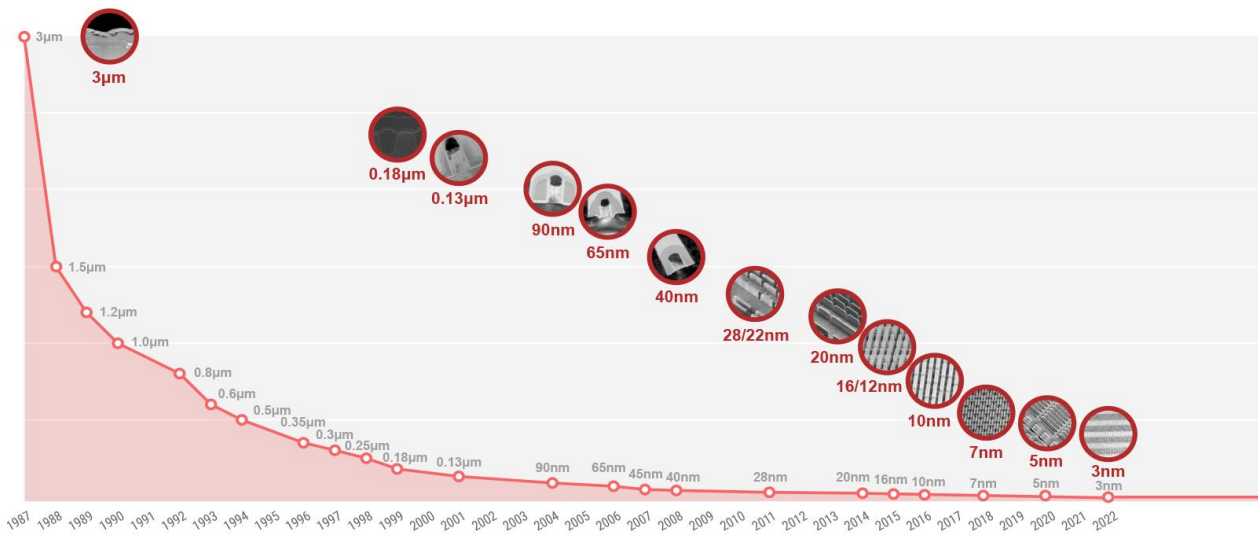 3µm
3µm
0.18µm
0.13µm
90nm
65nm
40nm
28/22nm
20nm
16/12nm
10nm
7nm
5nm
3nm
1.5µm
1.2µm
1.0µm
0.8µm
0.6µm
0.5µm
0.35µm
0.3µm
0.25µm
0.18µm
0.13µm
90nm
65nm
45nm
40nm
28nm
20nm
16nm
10nm
7nm
5nm
3nm
1987
1988
1989
1990
1991
1992
1993
1994
1995
1996
1997
1998
1999
2000
2001
2002
2003
2004
2005
2006
2007
2008
2009
2010
2011
2012
2013
2014
2015
2016
2017
2018
2019
2020
2021
2022